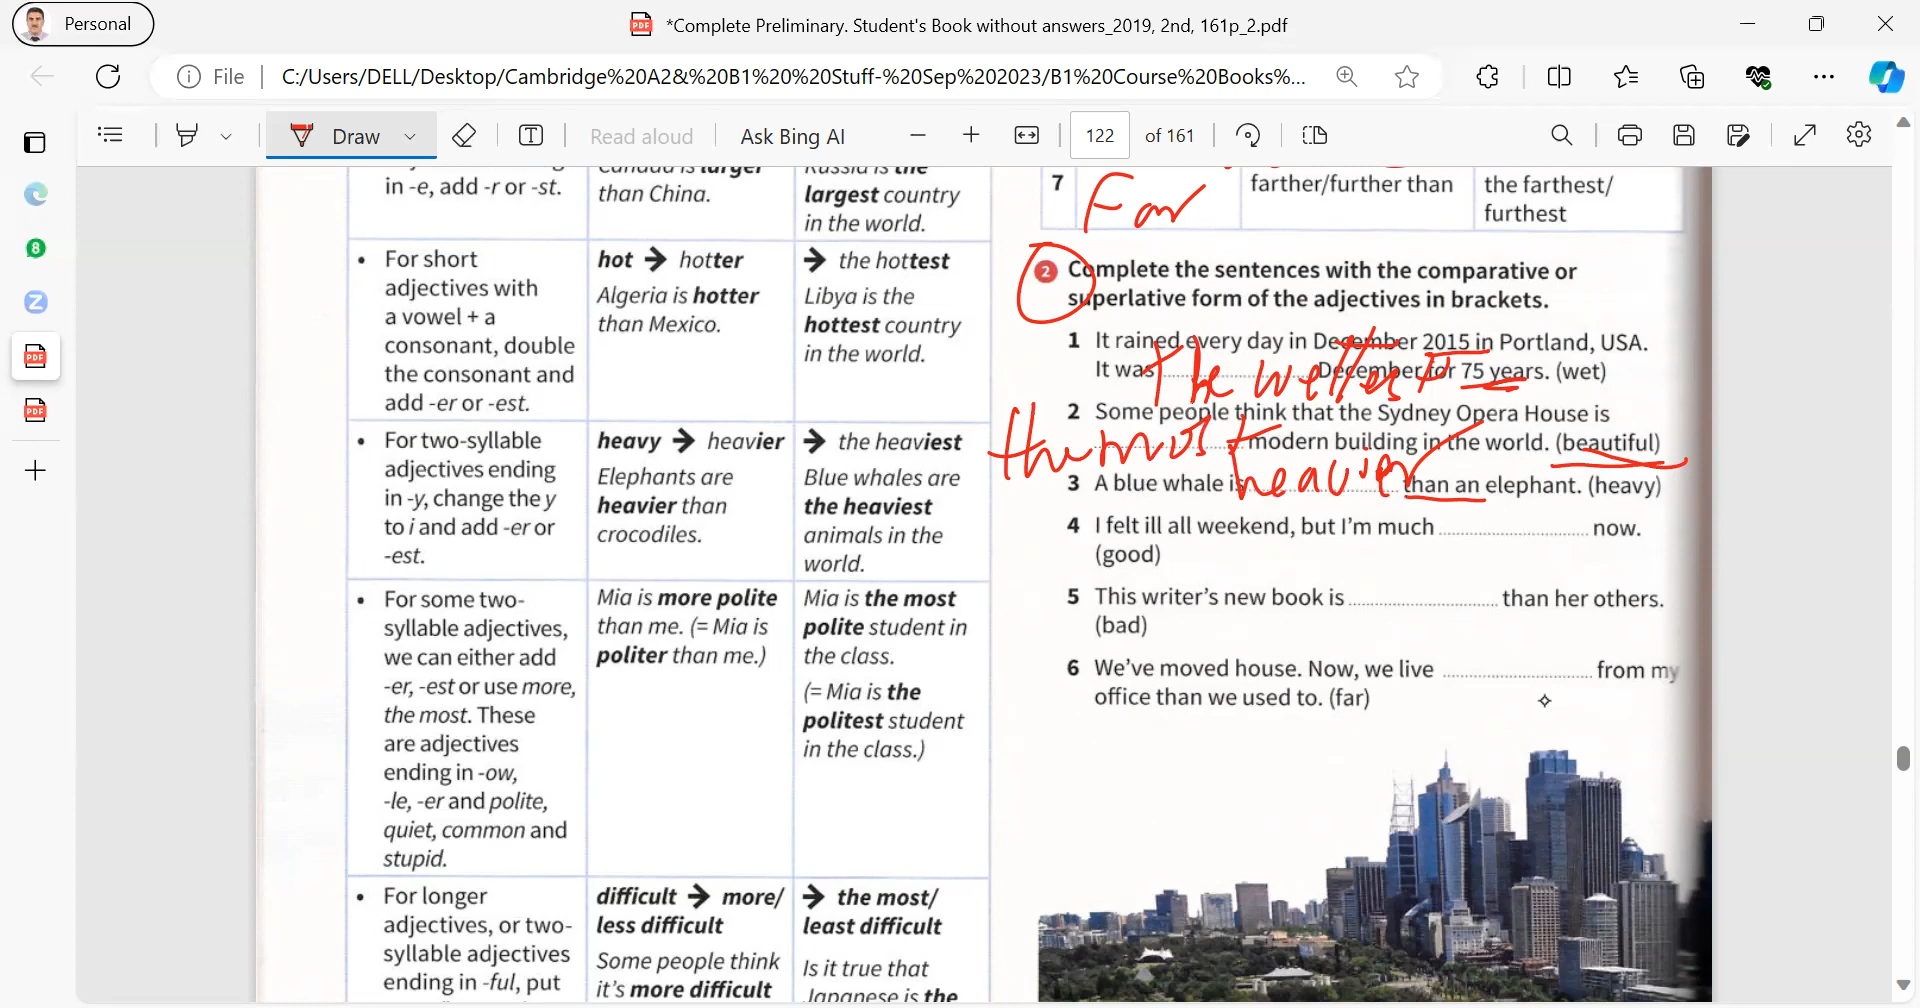 Personal
*Complete Preliminary. Student's Book without answers_2019, 2nd, 161p_2.pdf
File
C:/Users/DELL/Desktop/Cambridge%20A2&%20B1%20%20Stuff-%20Sep%202023/B1%20Course%20Books%...
Draw
Read aloud
Ask Bing AI
122
of 161
in -e, add -r or -st.
Canada is larger
than China.
Russia is the
largest country
in the world.
• For short
adjectives with
a vowel + a
consonant, double
the consonant and
add -er or -est.
hot → hotter
Algeria is hotter
than Mexico.
→ the hottest
Libya is the
hottest country
in the world.
• For two-syllable
adjectives ending
in -y, change the y
to i and add -er or
-est.
heavy → heavier
Elephants are
heavier than
crocodiles.
→ the heaviest
Blue whales are
the heaviest
animals in the
world.
• For some two-
syllable adjectives,
we can either add
-er, -est or use more,
the most. These
are adjectives
ending in -ow,
-le, -er and polite,
quiet, common and
stupid.
Mia is more polite
than me. (= Mia is
politer than me.)
Mia is the most
polite student in
the class.
(= Mia is the
politest student
in the class.)
• For longer
adjectives, or two-
syllable adjectives
ending in -ful, put
difficult → more/
less difficult
Some people think
it's more difficult
→ the most/
least difficult
Is it true that
Japanese is the
7
Far
farther/further than
the farthest/
furthest
2 Complete the sentences with the comparative or
superlative form of the adjectives in brackets.
1 It rained every day in December 2015 in Portland, USA.
It was the wettest December for 75 years. (wet)
2 Some people think that the Sydney Opera House is
the most modern building in the world. (beautiful)
3 A blue whale is heavier than an elephant. (heavy)
4 I felt ill all weekend, but I'm much .................... now.
(good)
5 This writer's new book is .................... than her others.
(bad)
6 We've moved house. Now, we live .................... from my
office than we used to. (far)
8
PDF
PDF